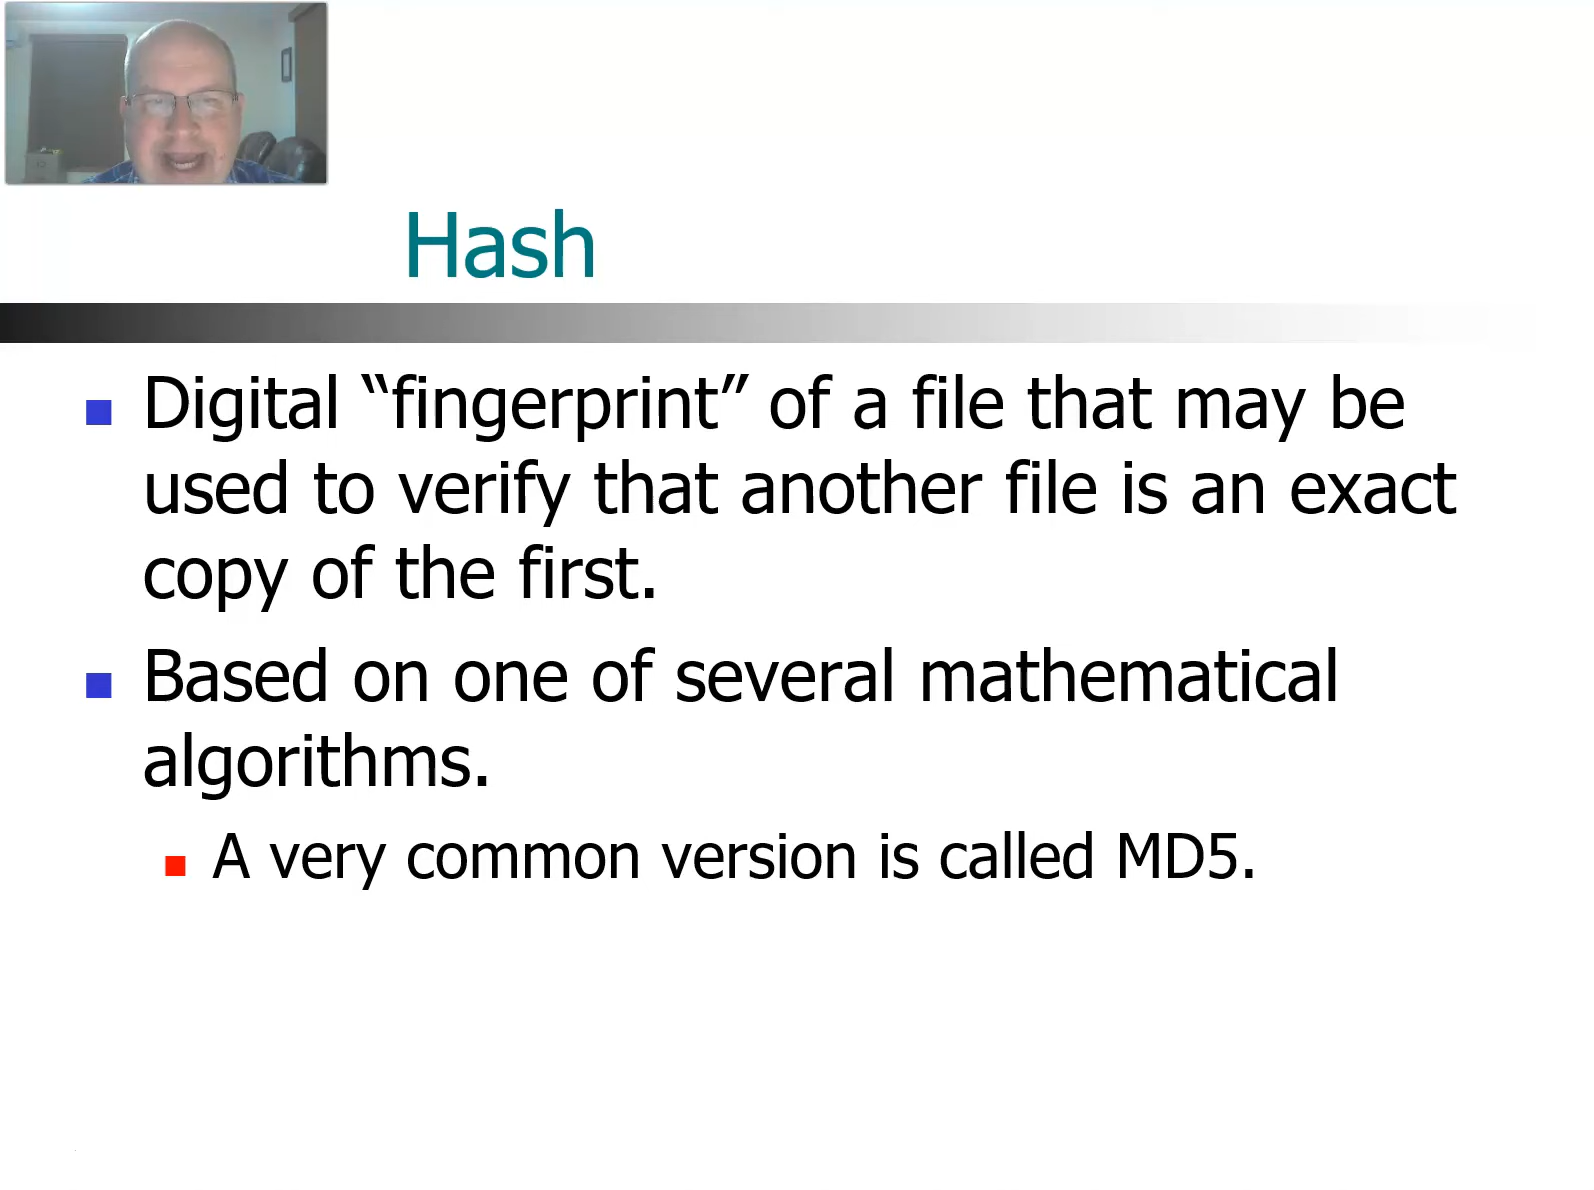 Hash
Digital “fingerprint” of a file that may be
used to verify that another file is an exact
copy of the first.
Based on one of several mathematical
algorithms.
A very common version is called MD5.